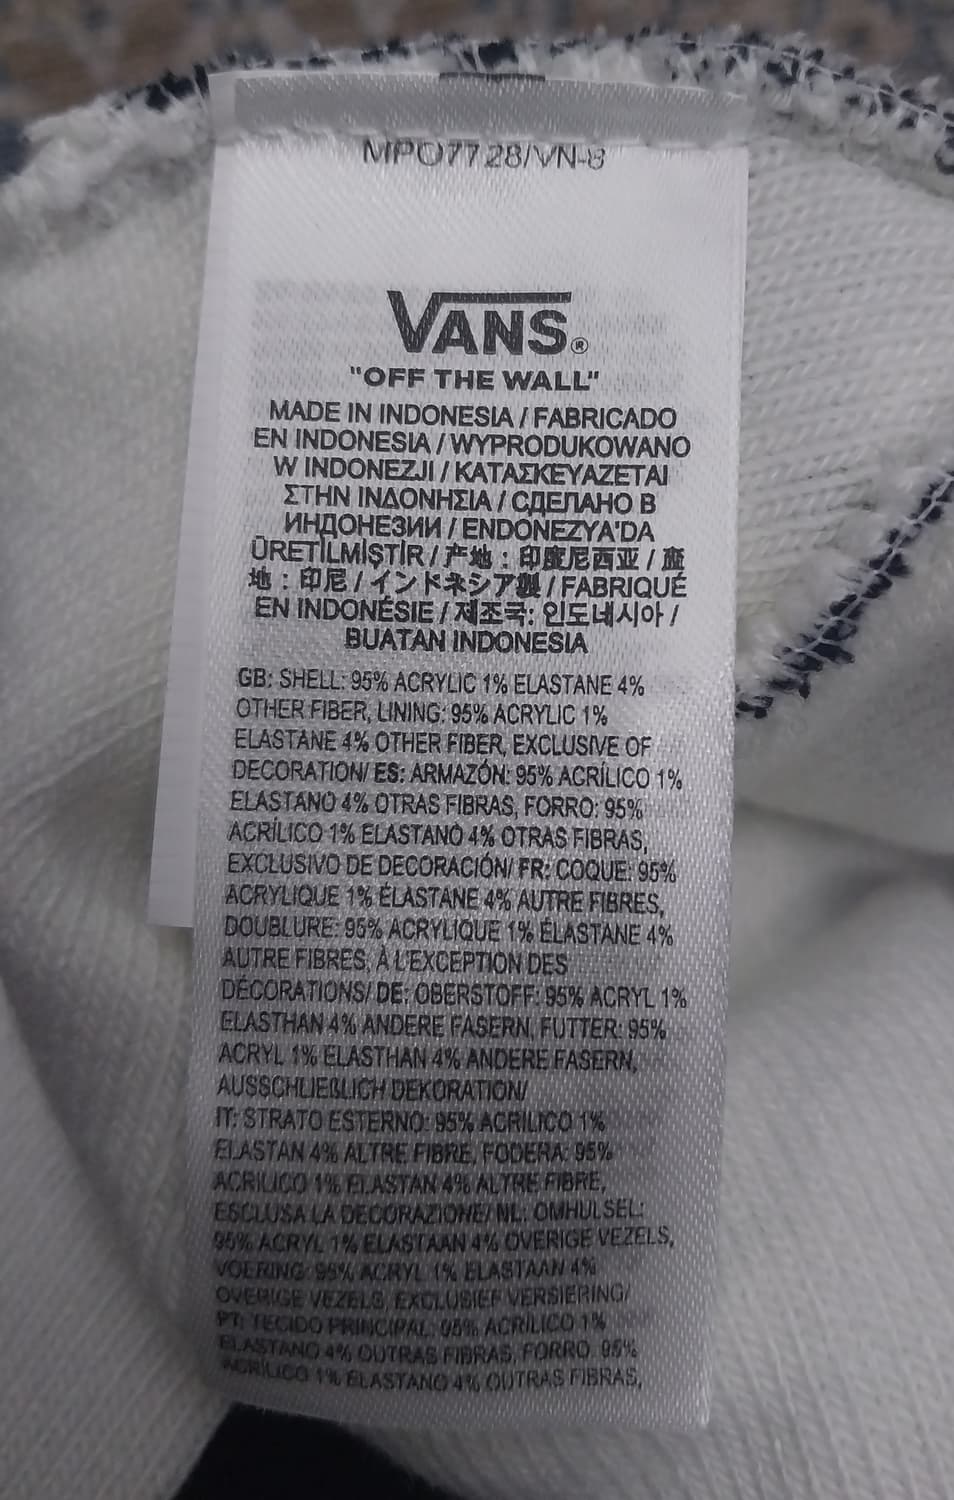 MPO7728/VN-8
VANS®
"OFF THE WALL"
MADE IN INDONESIA / FABRICADO
EN INDONESIA / WYPRODUKOWANO
W INDONEZJI / ΚΑΤΑΣΚΕΥΑΖΕΤΑΙ
ΣΤΗΝ ΙΝΔΟΝΗΣΙΑ / СДЕЛАНО В
ИНДОНЕЗИИ / ENDONEZYA'DA
ÜRETİLMİŞTİR / 产地 : 印度尼西亚 / 產
地 : 印尼 / インドネシア製 / FABRIQUÉ
EN INDONÉSIE / 제조국: 인도네시아 /
BUATAN INDONESIA
GB: SHELL: 95% ACRYLIC 1% ELASTANE 4%
OTHER FIBER, LINING: 95% ACRYLIC 1%
ELASTANE 4% OTHER FIBER, EXCLUSIVE OF
DECORATION/ ES: ARMAZÓN: 95% ACRÍLICO 1%
ELASTANO 4% OTRAS FIBRAS, FORRO: 95%
ACRÍLICO 1% ELASTANO 4% OTRAS FIBRAS,
EXCLUSIVO DE DECORACIÓN/ FR: COQUE: 95%
ACRYLIQUE 1% ÉLASTANE 4% AUTRE FIBRES,
DOUBLURE: 95% ACRYLIQUE 1% ÉLASTANE 4%
AUTRE FIBRES, À L'EXCEPTION DES
DÉCORATIONS/ DE: OBERSTOFF: 95% ACRYL 1%
ELASTHAN 4% ANDERE FASERN, FUTTER: 95%
ACRYL 1% ELASTHAN 4% ANDERE FASERN,
AUSSCHLIEßLICH DEKORATION/
IT: STRATO ESTERNO: 95% ACRILICO 1%
ELASTAN 4% ALTRE FIBRE, FODERA: 95%
ACRILICO 1% ELASTAN 4% ALTRE FIBRE,
ESCLUSA LA DECORAZIONE/ NL: OMHULSEL:
95% ACRYL 1% ELASTAAN 4% OVERIGE VEZELS,
VOERING: 95% ACRYL 1% ELASTAAN 4%
OVERIGE VEZELS, EXCLUSIEF VERSIERING/
PT: TECIDO PRINCIPAL: 95% ACRÍLICO 1%
ELASTANO 4% OUTRAS FIBRAS, FORRO: 95%
ACRÍLICO 1% ELASTANO 4% OUTRAS FIBRAS,